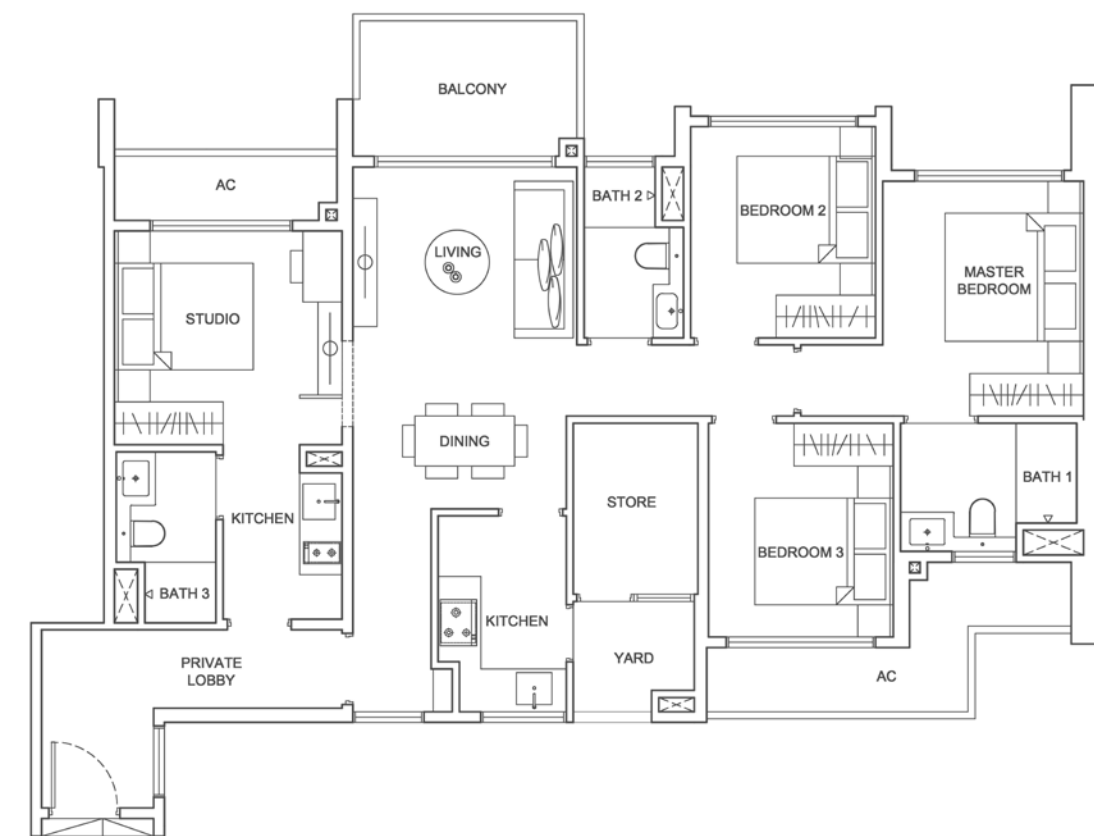 BALCONY
AC
BATH 2
BEDROOM 2
LIVING
MASTER
BEDROOM
STUDIO
DINING
BATH 1
STORE
KITCHEN
BEDROOM 3
BATH 3
KITCHEN
YARD
PRIVATE
LOBBY
AC